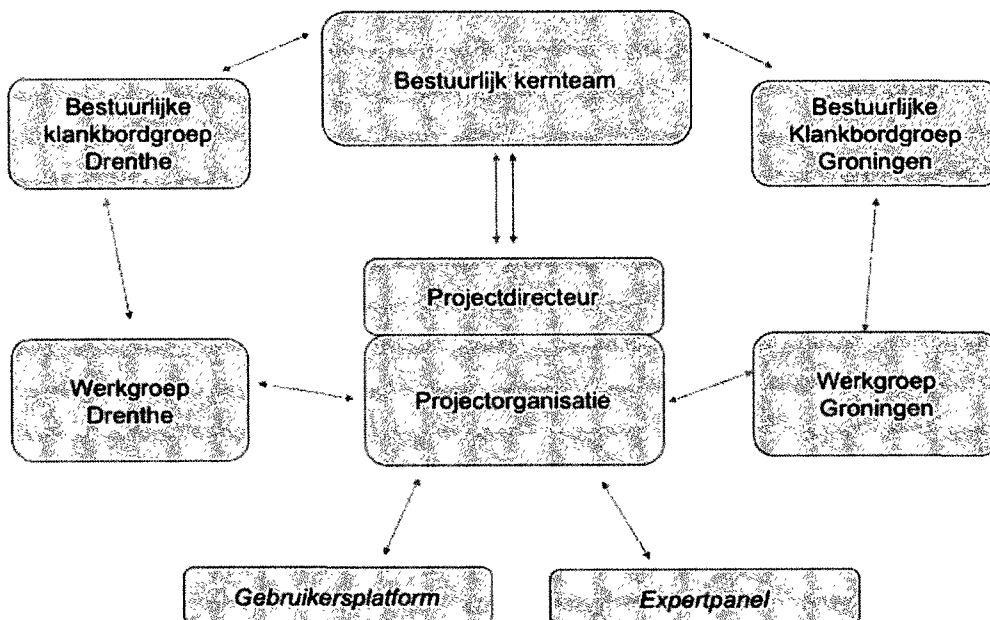 Bestuurlijk kernteam
Bestuurlijke
klankbordgroep
Drenthe
Bestuurlijke
Klankbordgroep
Groningen
Projectdirecteur
Werkgroep
Drenthe
Projectorganisatie
Werkgroep
Groningen
Gebruikersplatform
Expertpanel